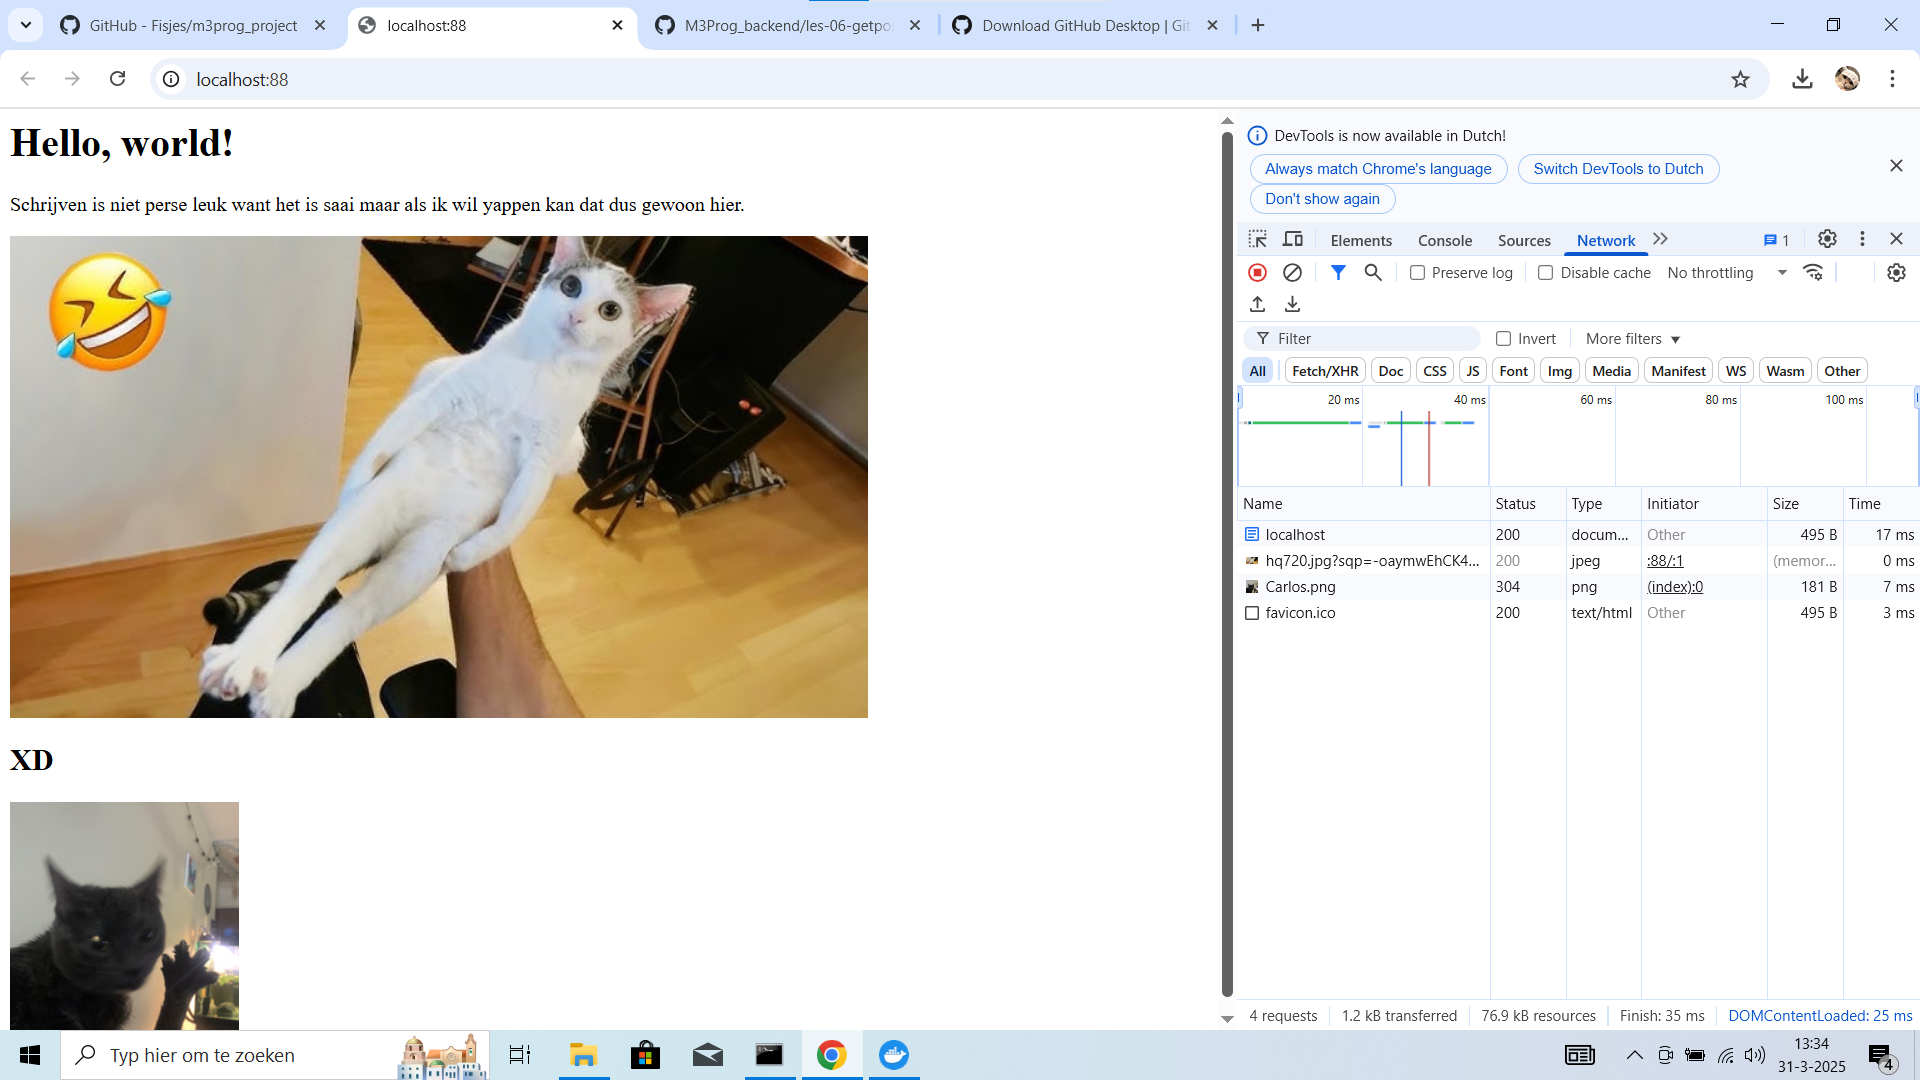 GitHub - Fisjes/m3prog_project
localhost:88
M3Prog_backend/les-06-getpo
Download GitHub Desktop | Git
localhost:88
Hello, world!
Schrijven is niet perse leuk want het is saai maar als ik wil yappen kan dat dus gewoon hier.
XD
DevTools is now available in Dutch!
Always match Chrome's language
Switch DevTools to Dutch
Don't show again
Elements
Console
Sources
Network
1
Preserve log
Disable cache
No throttling
Filter
Invert
More filters
All
Fetch/XHR
Doc
CSS
JS
Font
Img
Media
Manifest
WS
Wasm
Other
20 ms
40 ms
60 ms
80 ms
100 ms
Name Status Type Initiator Size Time
localhost 200 docum... Other 495 B 17 ms
hq720.jpg?sqp=-oaymwEhCK4... 200 jpeg :88/:1 (memor... 0 ms
Carlos.png 304 png (index):0 181 B 7 ms
favicon.ico 200 text/html Other 495 B 3 ms
4 requests
1.2 kB transferred
76.9 kB resources
Finish: 35 ms
DOMContentLoaded: 25 ms
Typ hier om te zoeken
13:34
31-3-2025
4